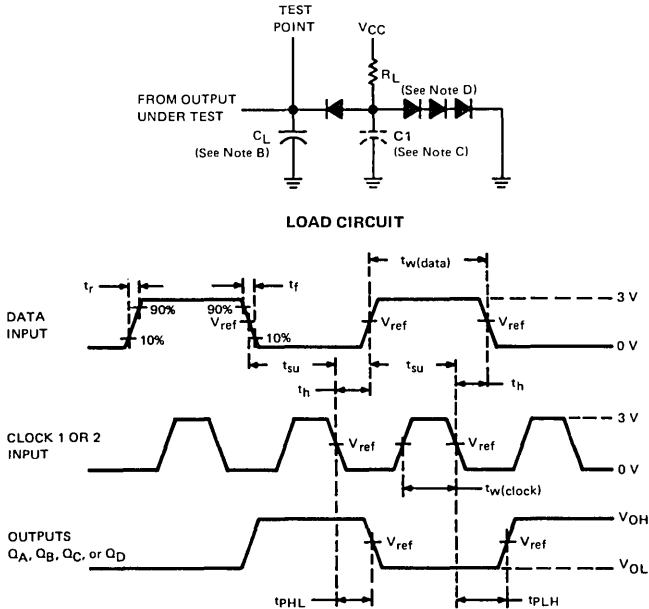 TEST
POINT
VCC
RL
(See Note D)
FROM OUTPUT
UNDER TEST
CL
(See Note B)
C1
(See Note C)
LOAD CIRCUIT
tw(data)
tr
tf
90%
90%
3 V
DATA
INPUT
Vref
Vref
Vref
10%
10%
0 V
tsu
tsu
th
th
CLOCK 1 OR 2
INPUT
3 V
Vref
Vref
0 V
tw(clock)
OUTPUTS
QA, QB, QC, or QD
VOH
Vref
Vref
VOL
tPHL
tPLH